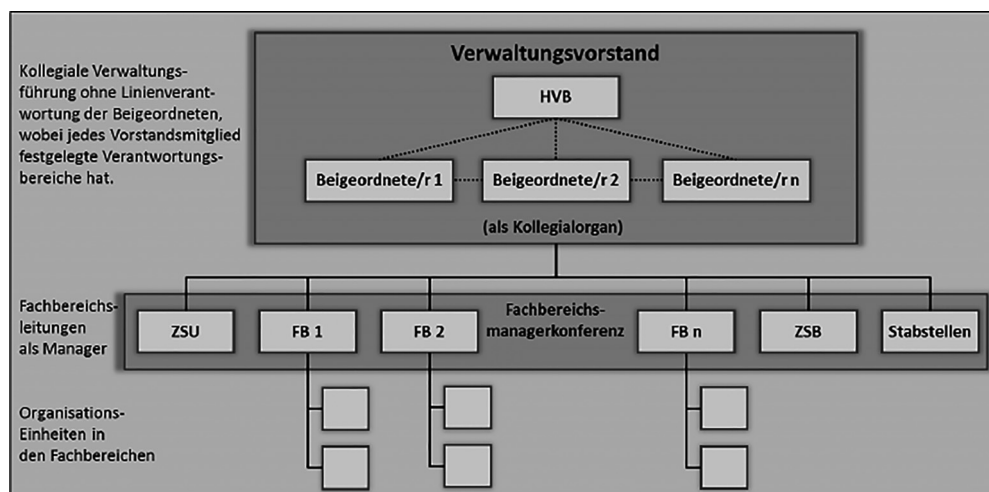 Verwaltungsvorstand
Kollegiale Verwaltungs-
führung ohne Linienverant-
wortung der Beigeordneten,
wobei jedes Vorstandsmitglied
festgelegte Verantwortungs-
bereiche hat.
HVB
Beigeordnete/r 1
Beigeordnete/r 2
Beigeordnete/r n
(als Kollegialorgan)
Fachbereichs-
leitungen
als Manager
ZSU
FB 1
FB 2
Fachbereichs-
managerkonferenz
FB n
ZSB
Stabstellen
Organisations-
Einheiten in
den Fachbereichen